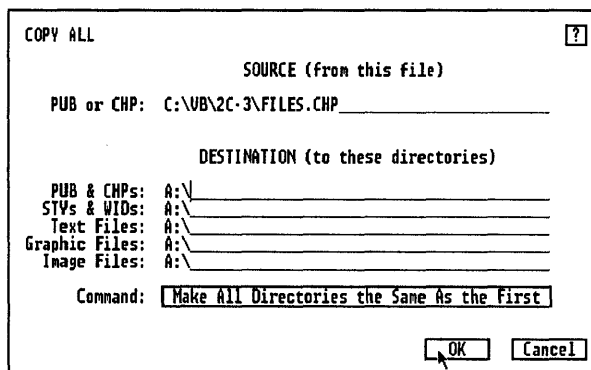 COPY ALL ?
SOURCE (from this file)
PUB or CHP: C:\VB\2C-3\FILES.CHP
DESTINATION (to these directories)
PUB & CHPs: A:\
STYs & WIDs: A:\
Text Files: A:\
Graphic Files: A:\
Image Files: A:\
Command: Make All Directories the Same As the First
OK Cancel